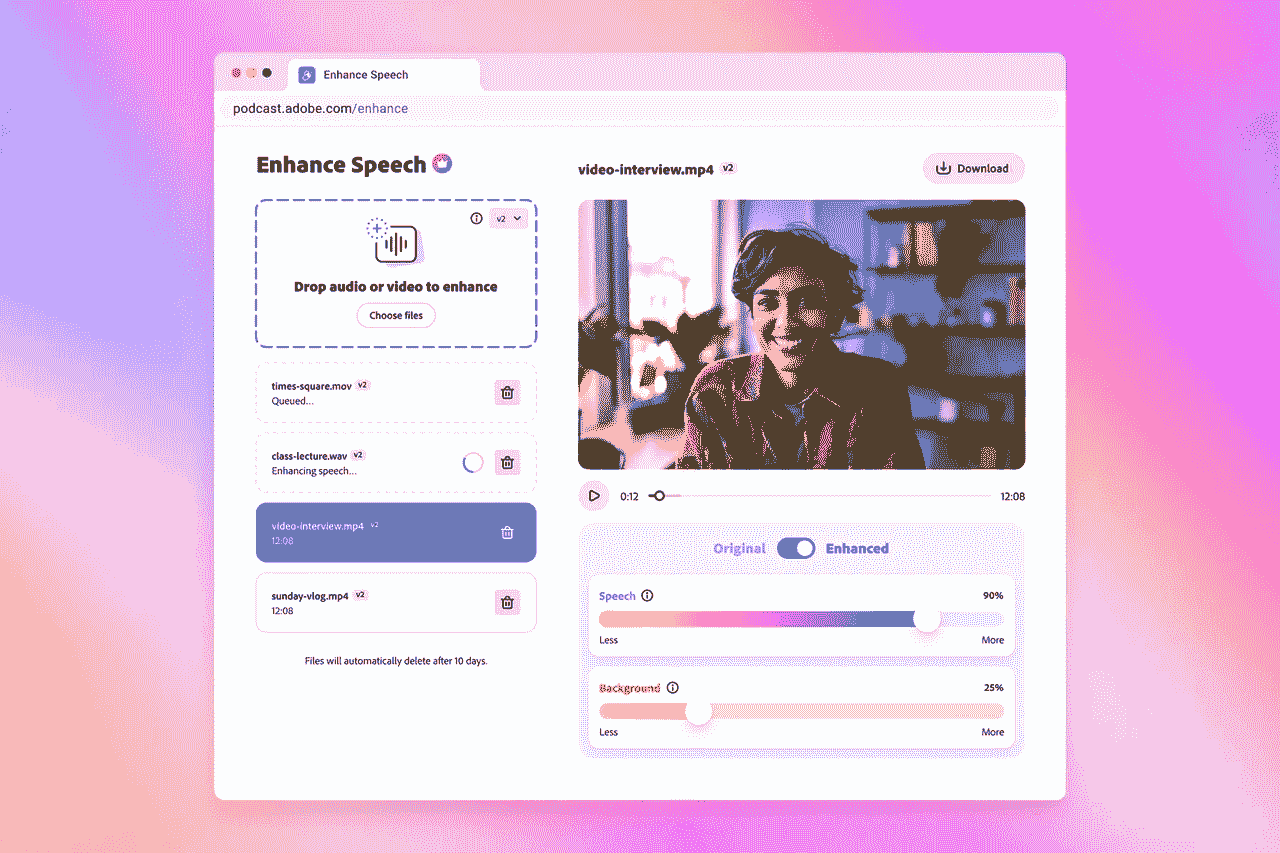 Enhance Speech
podcast.adobe.com/enhance
Enhance Speech
v2
Drop audio or video to enhance
Choose files
times-square.mov v2
Queued...
class-lecture.wav v2
Enhancing speech...
video-interview.mp4 v2
12:08
sunday-vlog.mp4 v2
12:08
Files will automatically delete after 10 days.
video-interview.mp4 v2
Download
0:12 12:08
Original Enhanced
Speech 90%
Less More
Background 25%
Less More